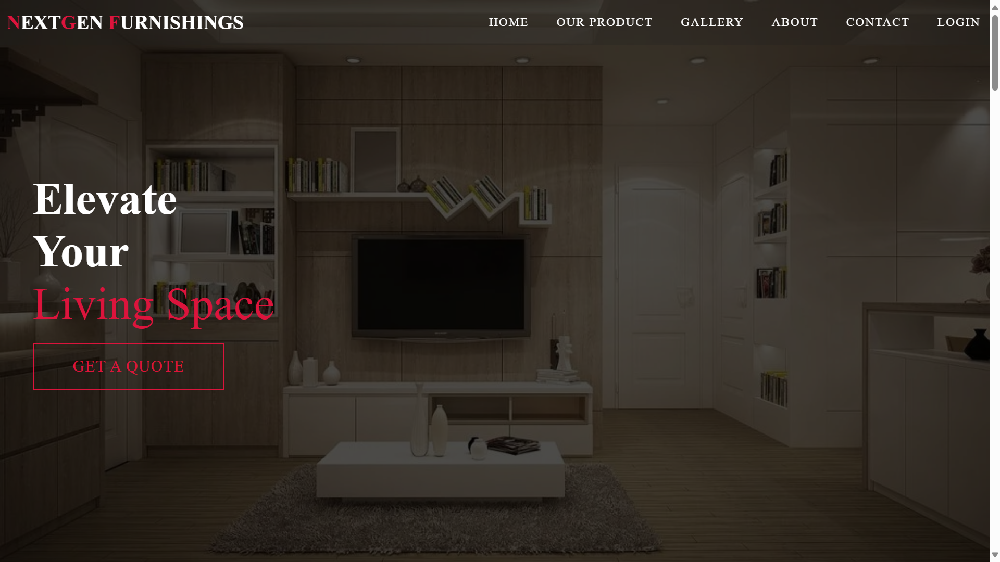 NEXTGEN FURNISHINGS
HOME OUR PRODUCT GALLERY ABOUT CONTACT LOGIN
Elevate
Your
Living Space
GET A QUOTE